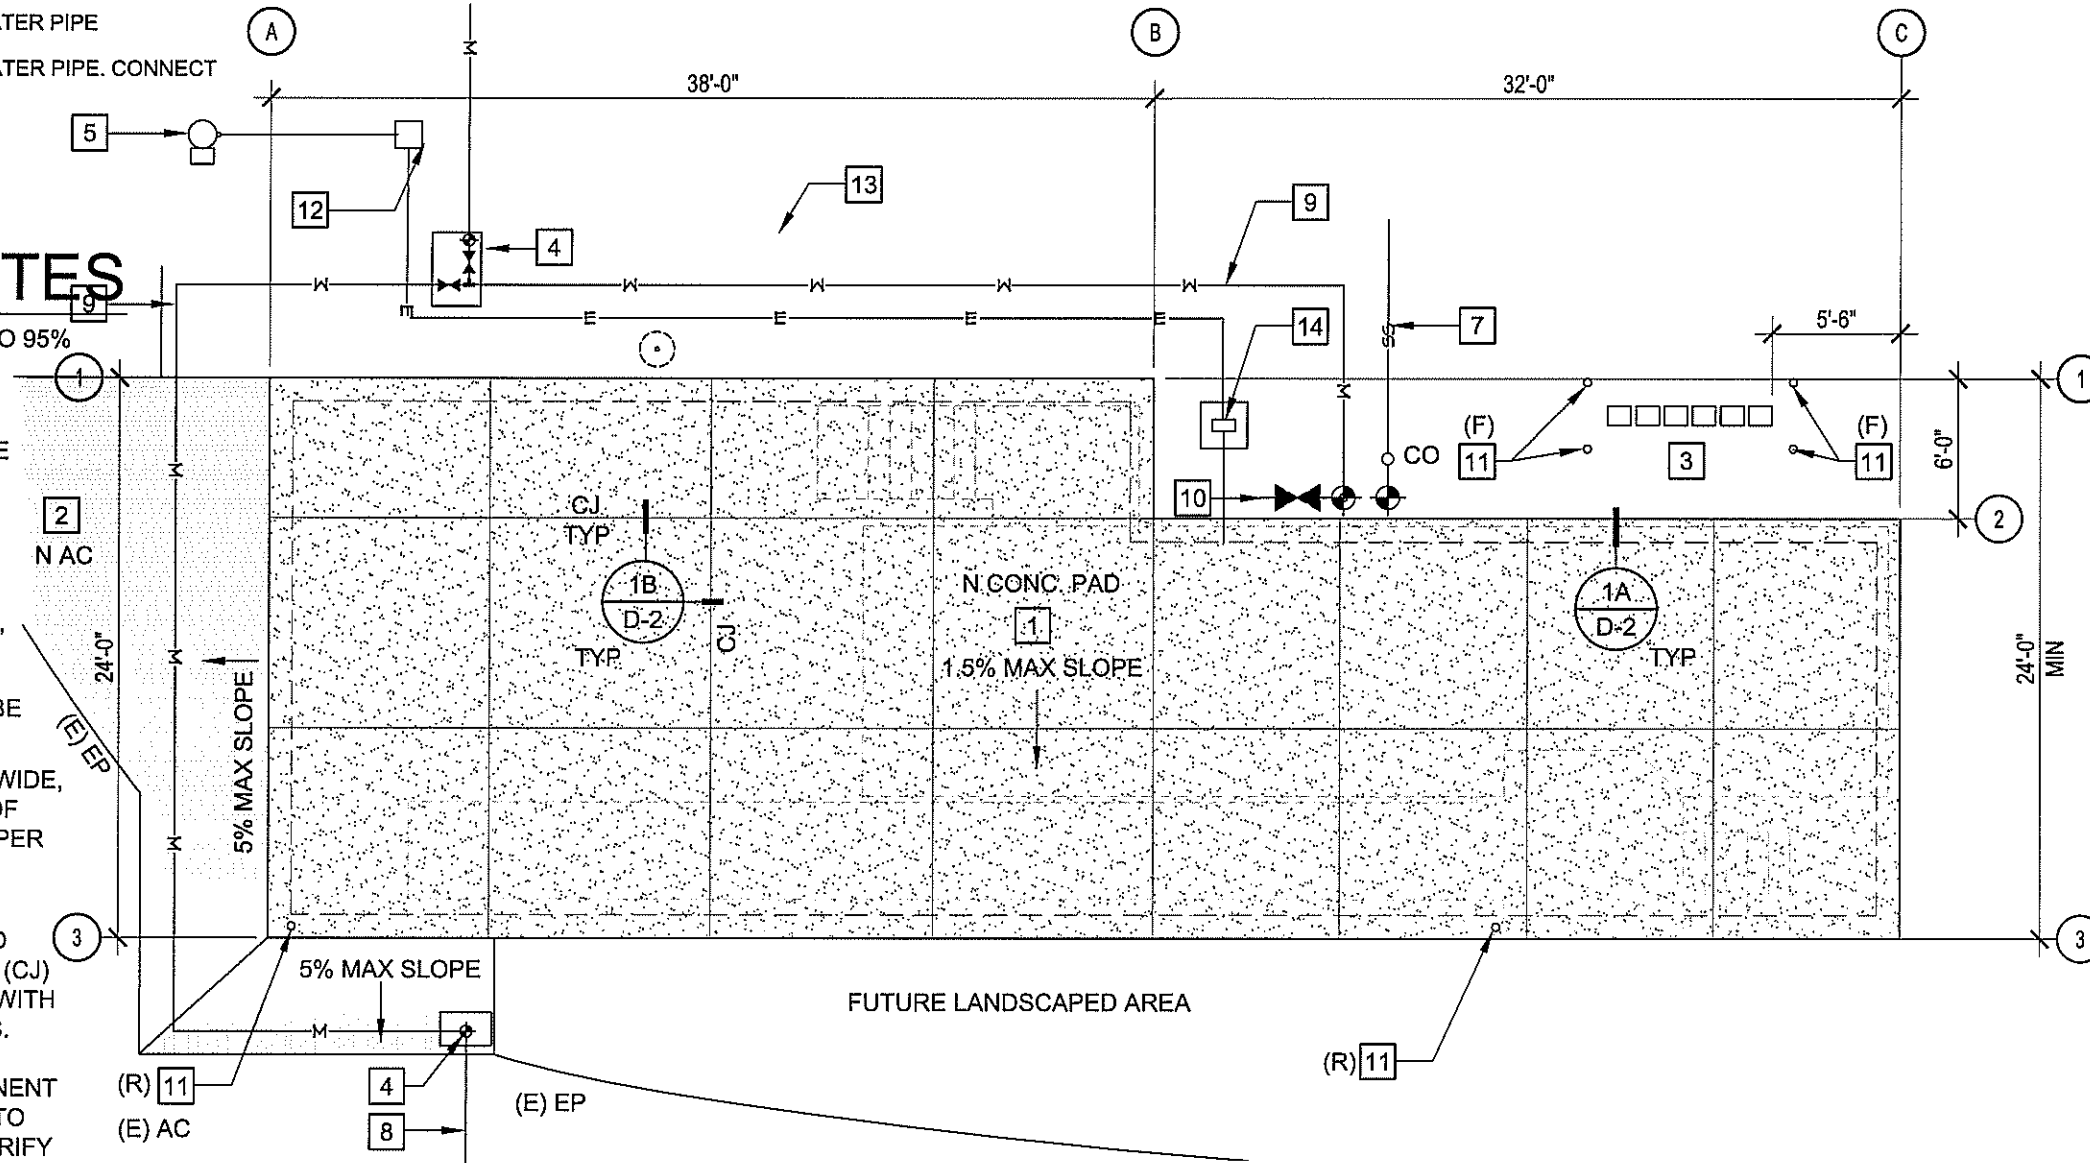 ATER PIPE
ATER PIPE. CONNECT
A
B
C
38'-0"
32'-0"
M
5
12
4
13
9
TES
9
O 95%
M
M
M
M
M
E
E
E
E
E
14
7
SS
5'-6"
1
1
E
2
N AC
M
M
(F)
11
3
(F)
11
6'-0"
CO
10
2
CJ
TYP
1B
D-2
TYP
CJ
N CONC. PAD
1
1.5% MAX SLOPE
1A
D-2
TYP
24'-0"
MIN
,
24'-0"
M
BE
(E) EP
5% MAX SLOPE
WIDE,
OF
PER
M
D
3
3
(CJ)
WITH
S.
5% MAX SLOPE
M
FUTURE LANDSCAPED AREA
NENT
TO
RIFY
(R) 11
(E) AC
4
8
(E) EP
(R) 11